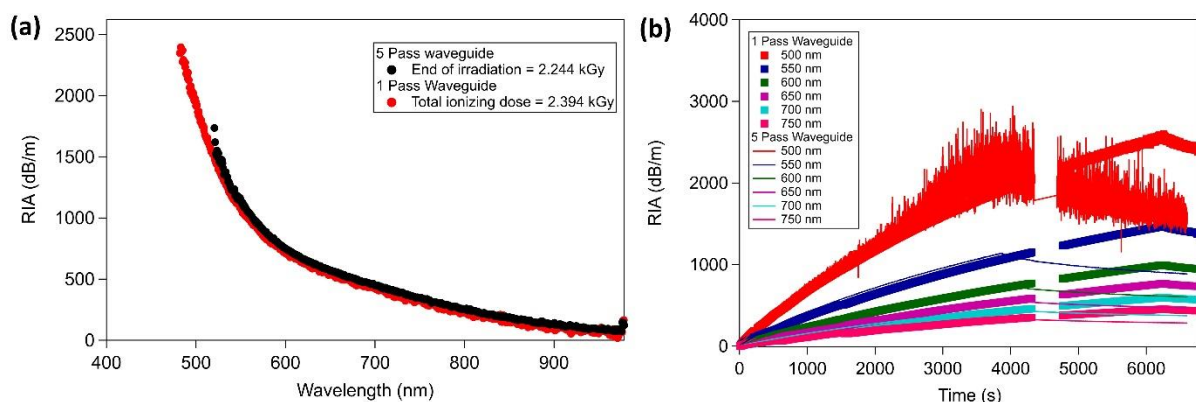 (a)
2500
2000
1500
1000
500
0
RIA (dB/m)
5 Pass waveguide
End of irradiation = 2.244 kGy
1 Pass Waveguide
Total ionizing dose = 2.394 kGy
400 500 600 700 800 900
Wavelength (nm)
(b)
4000
3000
2000
1000
0
RIA (dB/m)
1 Pass Waveguide
500 nm
550 nm
600 nm
650 nm
700 nm
750 nm
5 Pass Waveguide
500 nm
550 nm
600 nm
650 nm
700 nm
750 nm
0 1000 2000 3000 4000 5000 6000
Time (s)